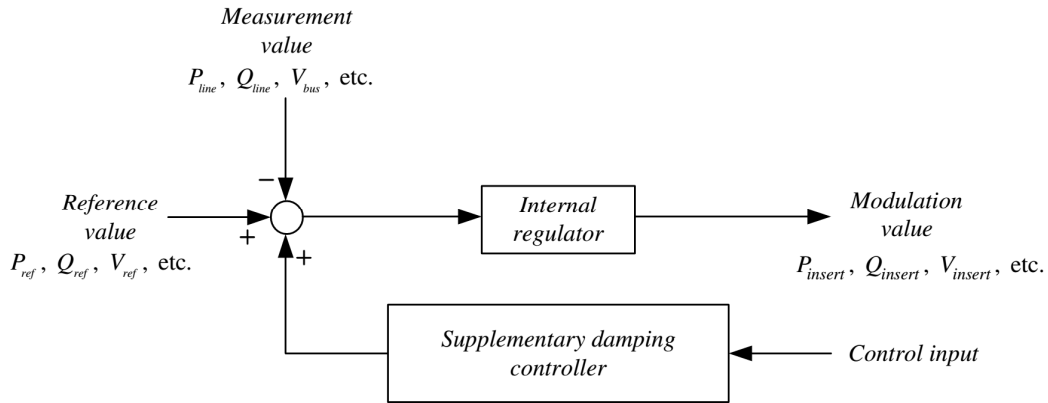 Measurement
value
P_line, Q_line, V_bus, etc.
−
Reference
value
P_ref, Q_ref, V_ref, etc.
+
+
Internal
regulator
Modulation
value
P_insert, Q_insert, V_insert, etc.
Supplementary damping
controller
Control input